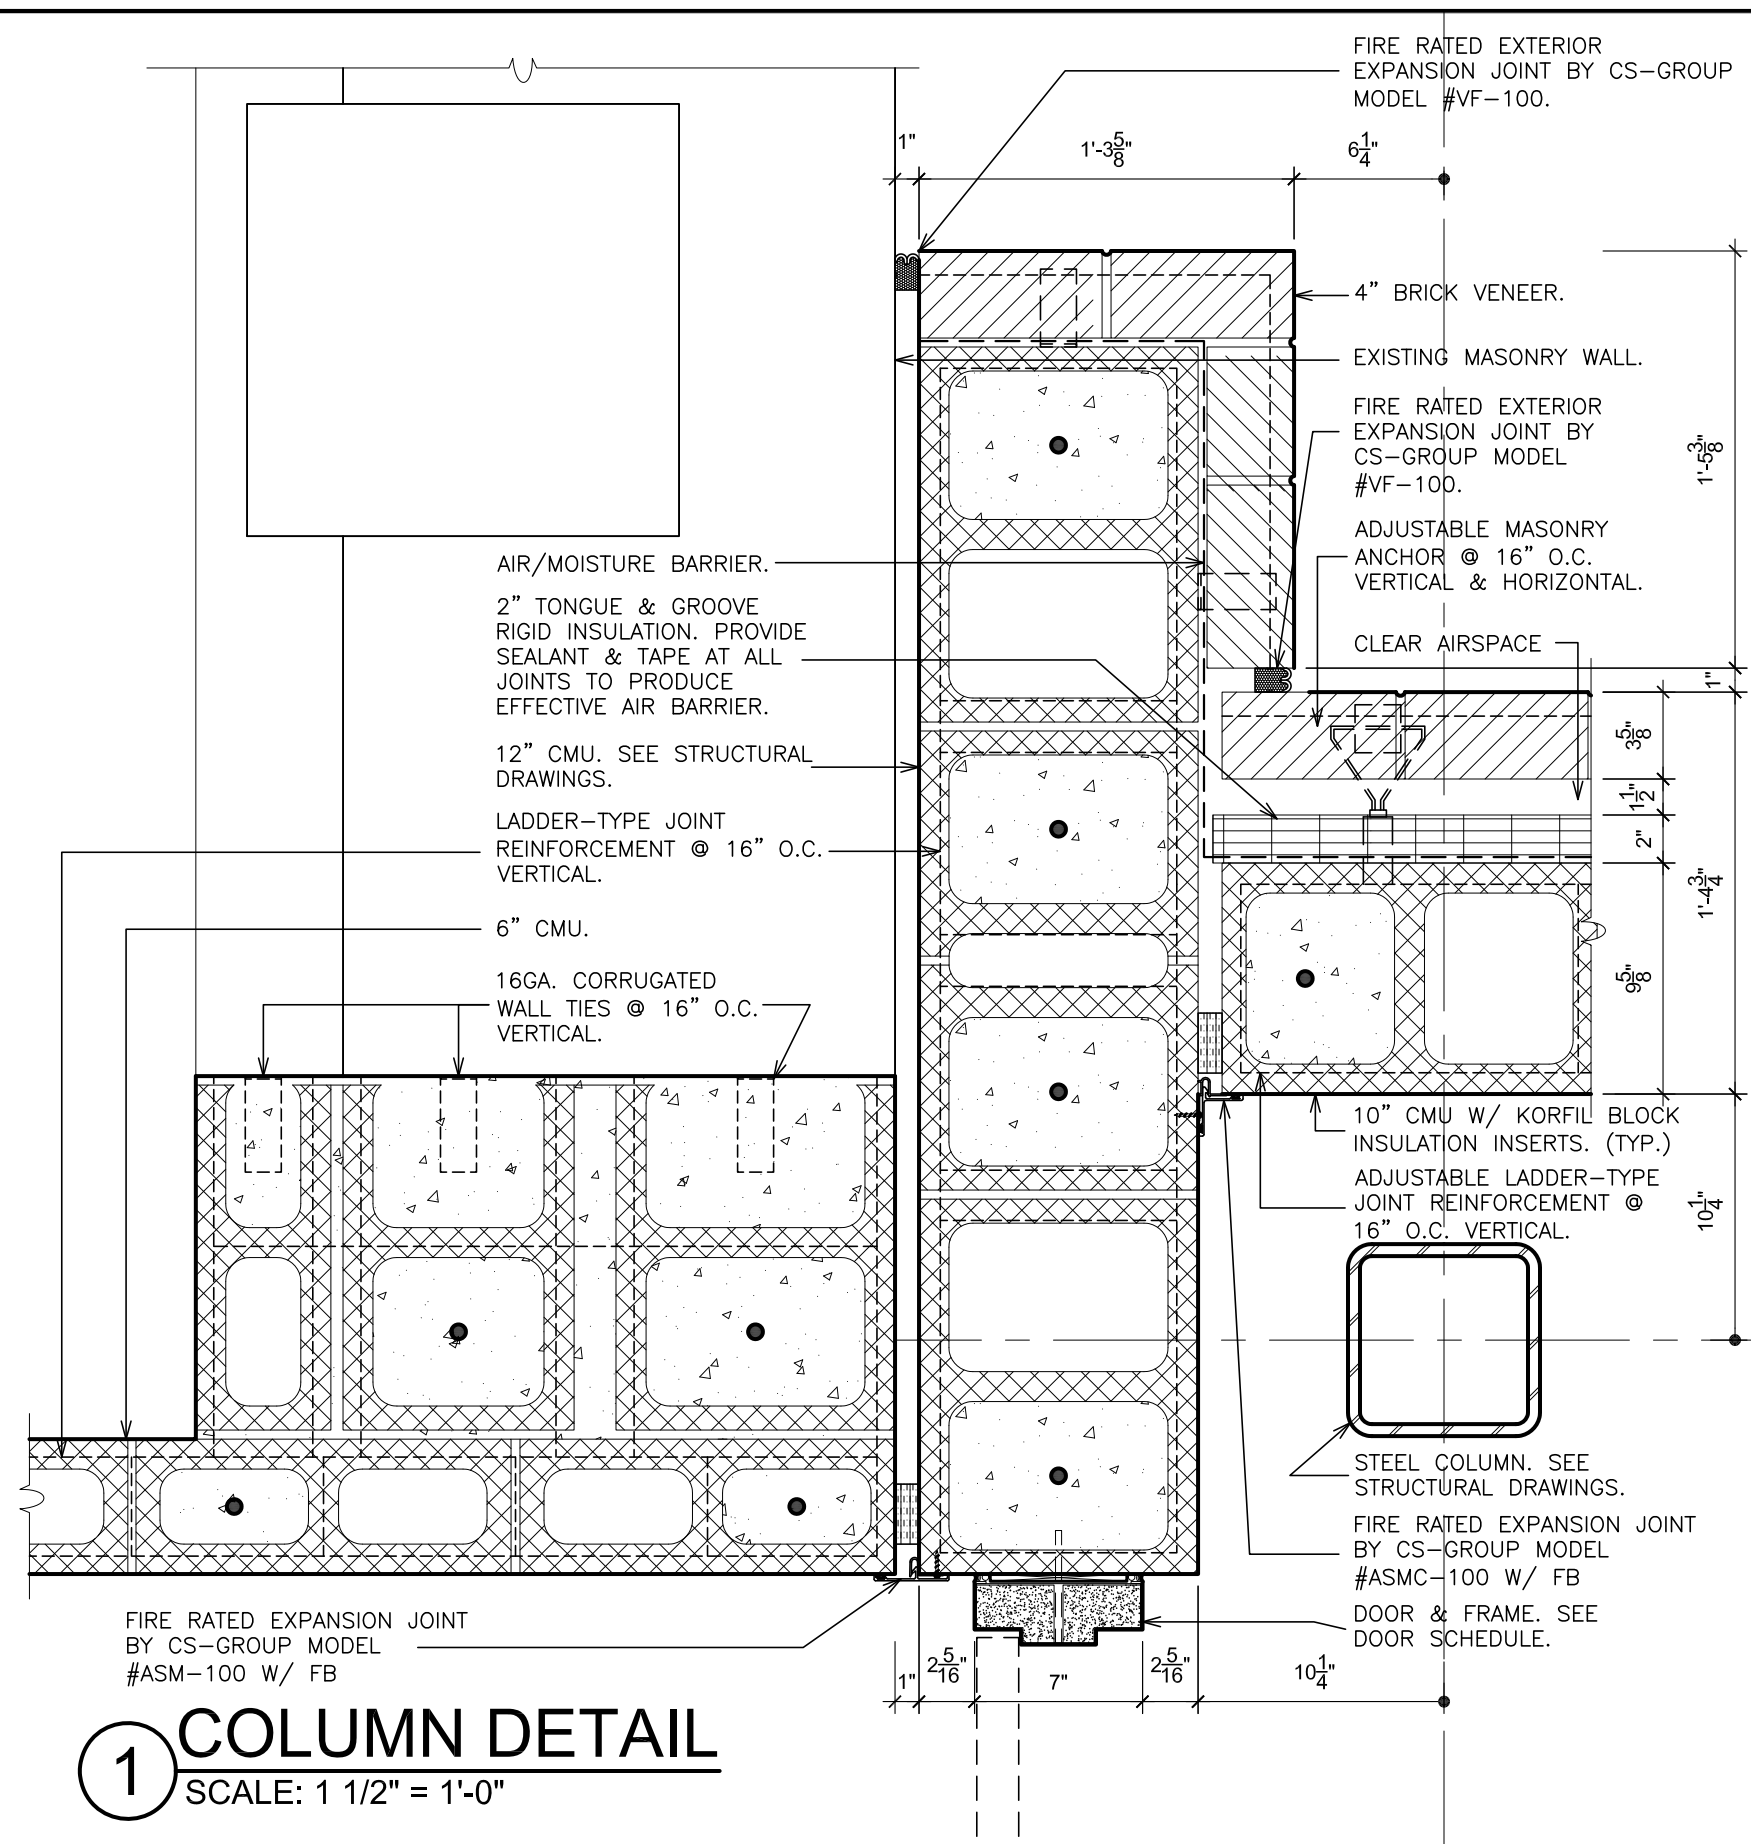 FIRE RATED EXTERIOR
EXPANSION JOINT BY CS-GROUP
MODEL #VF-100.
1"
1'-3 5/8"
6 1/4"
4” BRICK VENEER.
EXISTING MASONRY WALL.
FIRE RATED EXTERIOR
EXPANSION JOINT BY
CS-GROUP MODEL
#VF-100.
1'-5 3/8"
ADJUSTABLE MASONRY
ANCHOR @ 16” O.C.
VERTICAL & HORIZONTAL.
CLEAR AIRSPACE
1"
AIR/MOISTURE BARRIER.
2” TONGUE & GROOVE
RIGID INSULATION. PROVIDE
SEALANT & TAPE AT ALL
JOINTS TO PRODUCE
EFFECTIVE AIR BARRIER.
12” CMU. SEE STRUCTURAL
DRAWINGS.
LADDER-TYPE JOINT
REINFORCEMENT @ 16” O.C.
VERTICAL.
6” CMU.
16GA. CORRUGATED
WALL TIES @ 16” O.C.
VERTICAL.
3 5/8"
1 1/2"
2"
1'-4 3/4"
9 5/8"
10” CMU W/ KORFIL BLOCK
INSULATION INSERTS. (TYP.)
ADJUSTABLE LADDER-TYPE
JOINT REINFORCEMENT @
16” O.C. VERTICAL.
10 1/4"
STEEL COLUMN. SEE
STRUCTURAL DRAWINGS.
FIRE RATED EXPANSION JOINT
BY CS-GROUP MODEL
#ASMC-100 W/ FB
DOOR & FRAME. SEE
DOOR SCHEDULE.
FIRE RATED EXPANSION JOINT
BY CS-GROUP MODEL
#ASM-100 W/ FB
1"
2 5/16"
7"
2 5/16"
10 1/4"
1
COLUMN DETAIL
SCALE: 1 1/2" = 1'-0"